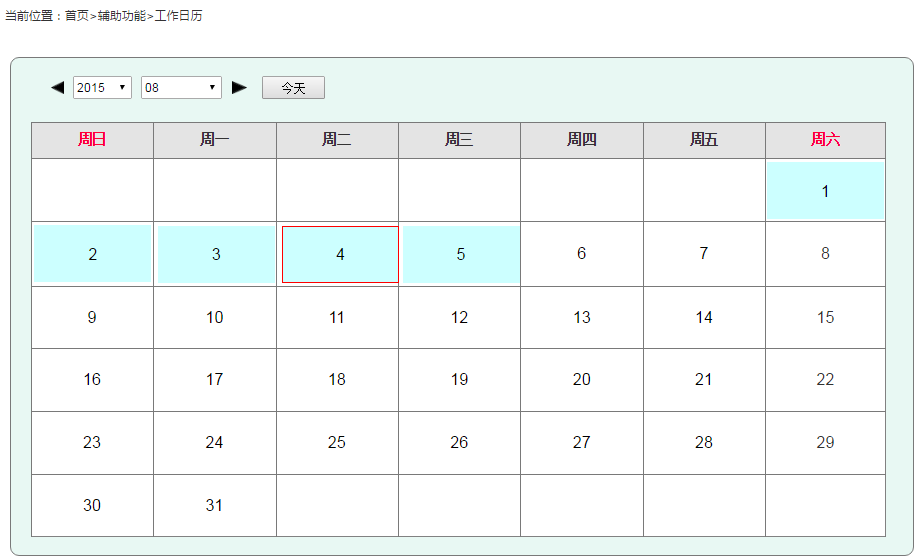 当前位置：首页>辅助功能>工作日历
2015 08 今天
周日 周一 周二 周三 周四 周五 周六
1
2 3 4 5 6 7 8
9 10 11 12 13 14 15
16 17 18 19 20 21 22
23 24 25 26 27 28 29
30 31